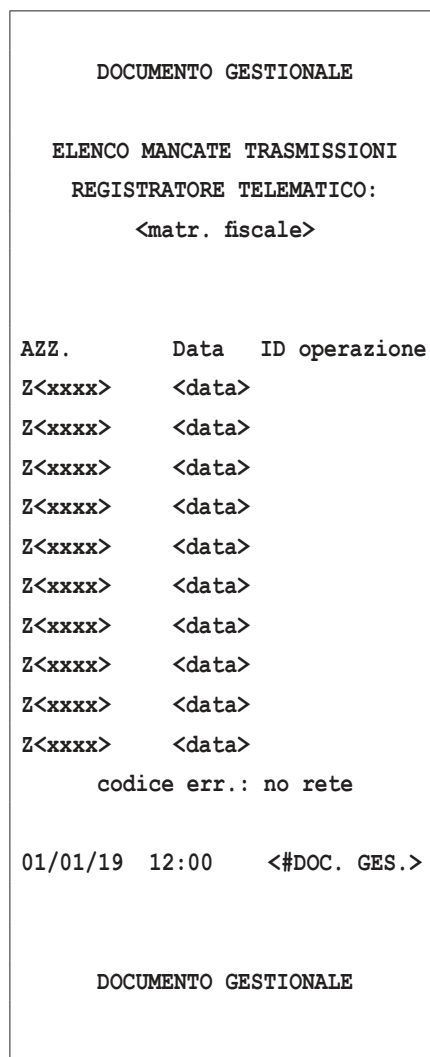 DOCUMENTO GESTIONALE
ELENCO MANCATE TRASMISSIONI
REGISTRATORE TELEMATICO:
<matr. fiscale>
AZZ. Data ID operazione
Z<xxxx> <data>
Z<xxxx> <data>
Z<xxxx> <data>
Z<xxxx> <data>
Z<xxxx> <data>
Z<xxxx> <data>
Z<xxxx> <data>
Z<xxxx> <data>
Z<xxxx> <data>
Z<xxxx> <data>
codice err.: no rete
01/01/19 12:00 <#DOC. GES.>
DOCUMENTO GESTIONALE